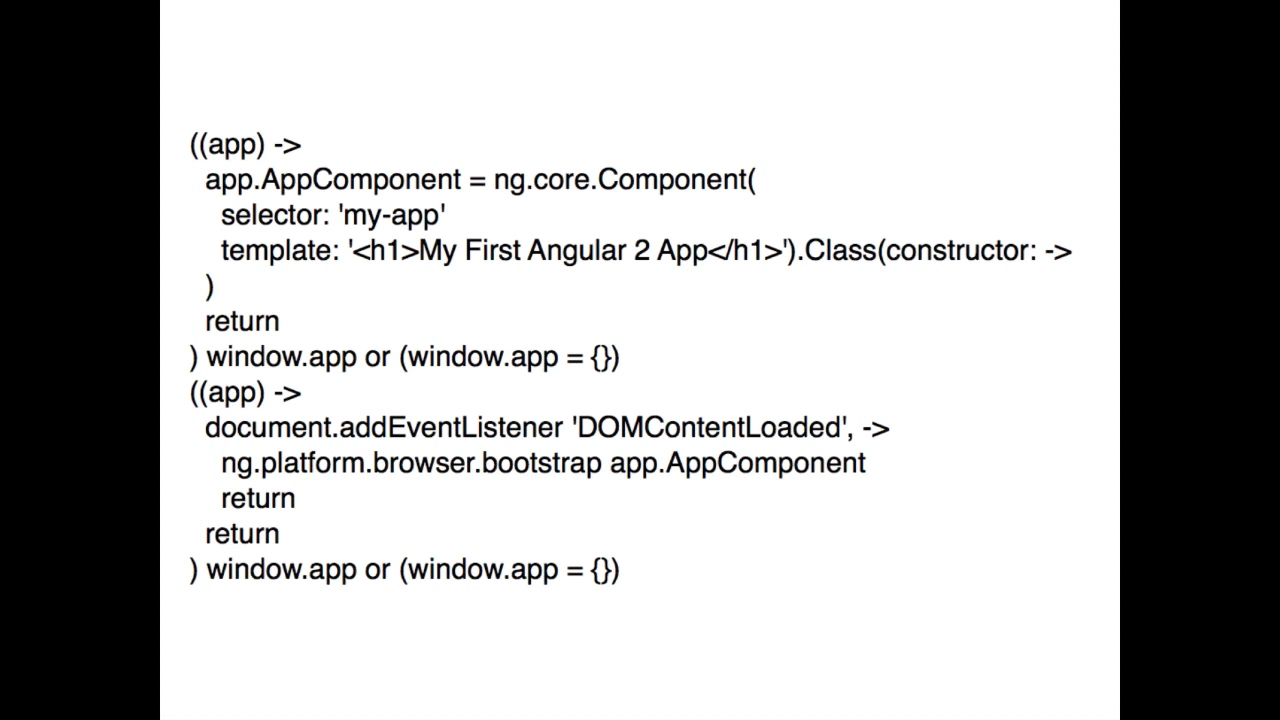 ((app) ->
app.AppComponent = ng.core.Component(
selector: 'my-app'
template: '<h1>My First Angular 2 App</h1>').Class(constructor: ->
)
return
) window.app or (window.app = {})
((app) ->
document.addEventListener 'DOMContentLoaded', ->
ng.platform.browser.bootstrap app.AppComponent
return
return
) window.app or (window.app = {})